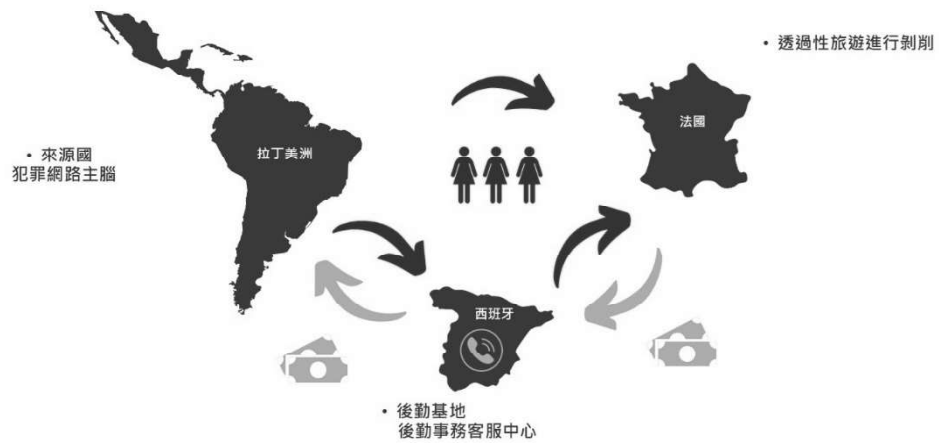 • 透過性旅遊進行剝削
法國
拉丁美洲
• 來源國
犯罪網路主腦
西班牙
• 後勤基地
後勤事務客服中心